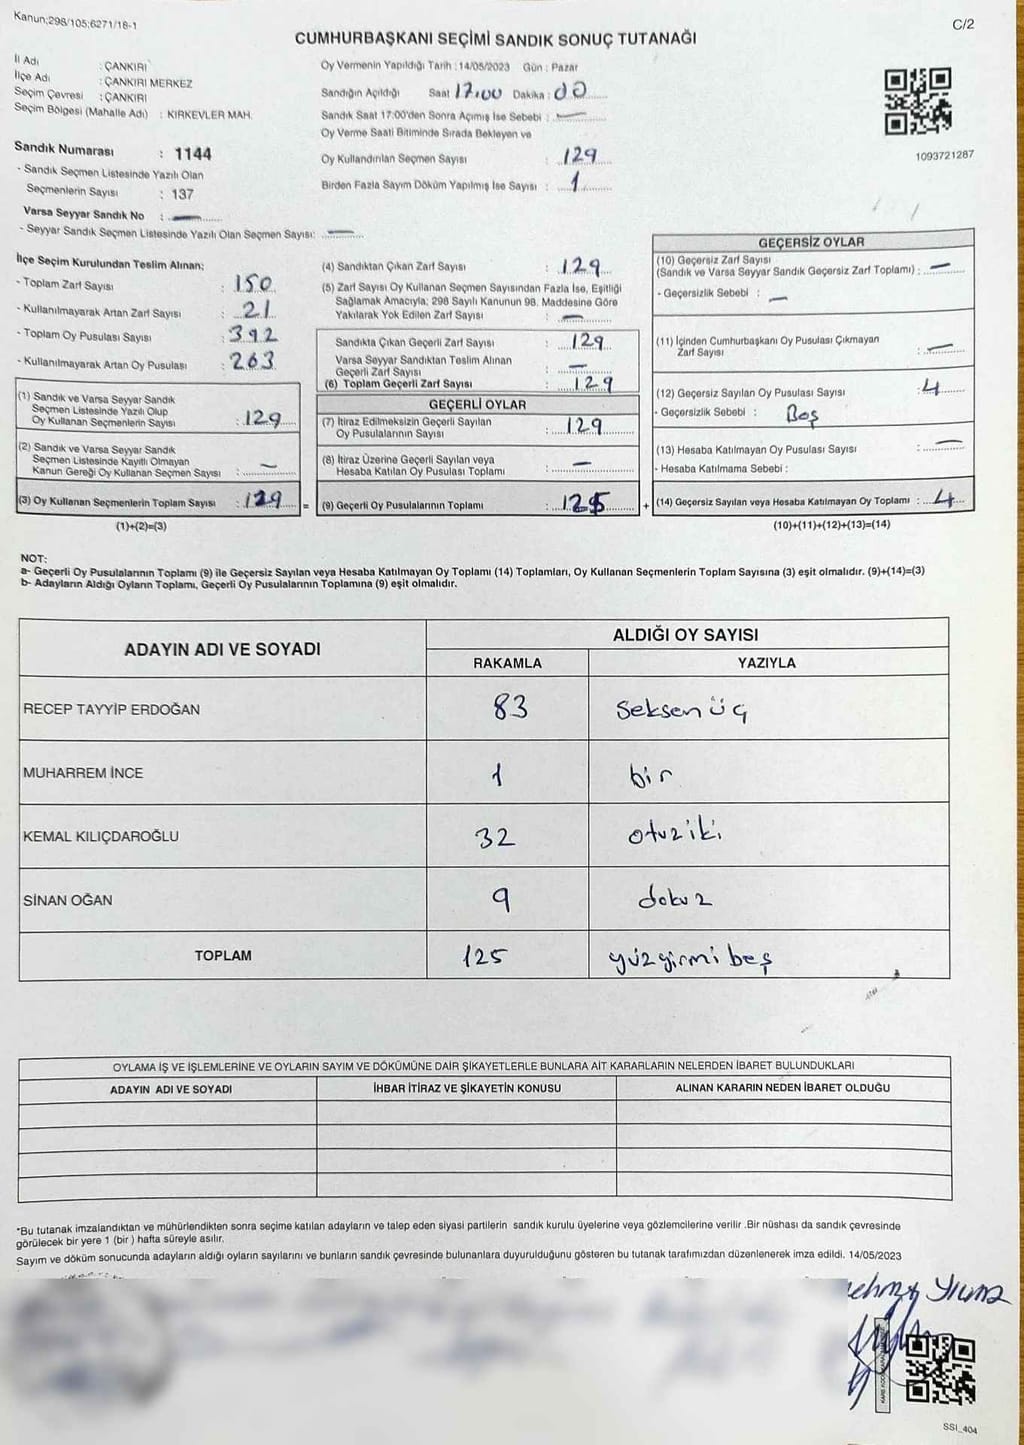 Kanun;298/105;6271/18-1
C/2
CUMHURBAŞKANI SEÇİMİ SANDIK SONUÇ TUTANAĞI
İl Adı : ÇANKIRI
İlçe Adı : ÇANKIRI MERKEZ
Seçim Çevresi : ÇANKIRI
Seçim Bölgesi (Mahalle Adı) : KIRKEVLER MAH.
Sandık Numarası : 1144
- Sandık Seçmen Listesinde Yazılı Olan
Seçmenlerin Sayısı : 137
Varsa Seyyar Sandık No : —
- Seyyar Sandık Seçmen Listesinde Yazılı Olan Seçmen Sayısı: —
Oy Vermenin Yapıldığı Tarih : 14/05/2023 Gün : Pazar
Sandığın Açıldığı Saat 17.00 Dakika : 00
Sandık Saat 17:00'den Sonra Açımış İse Sebebi : —
Oy Verme Saati Bitiminde Sırada Bekleyen ve
Oy Kullandırılan Seçmen Sayısı : 129
Birden Fazla Sayım Döküm Yapılmış İse Sayısı : 1
1093721287
İlçe Seçim Kurulundan Teslim Alınan;
- Toplam Zarf Sayısı : 150
- Kullanılmayarak Artan Zarf Sayısı : 21
- Toplam Oy Pusulası Sayısı : 392
- Kullanılmayarak Artan Oy Pusulası : 263
(1) Sandık ve Varsa Seyyar Sandık
Seçmen Listesinde Yazılı Olup
Oy Kullanan Seçmenlerin Sayısı : 129
(2) Sandık ve Varsa Seyyar Sandık
Seçmen Listesinde Kayıtlı Olmayan
Kanun Gereği Oy Kullanan Seçmen Sayısı : —
(3) Oy Kullanan Seçmenlerin Toplam Sayısı : 129 =
(1)+(2)=(3)
(4) Sandıktan Çıkan Zarf Sayısı : 129
(5) Zarf Sayısı Oy Kullanan Seçmen Sayısından Fazla İse, Eşitliği
Sağlamak Amacıyla; 298 Sayılı Kanunun 98. Maddesine Göre
Yakılarak Yok Edilen Zarf Sayısı : —
Sandıkta Çıkan Geçerli Zarf Sayısı : 129
Varsa Seyyar Sandıktan Teslim Alınan
Geçerli Zarf Sayısı : —
(6) Toplam Geçerli Zarf Sayısı : 129
GEÇERLİ OYLAR
(7) İtiraz Edilmeksizin Geçerli Sayılan
Oy Pusulalarının Sayısı : 129
(8) İtiraz Üzerine Geçerli Sayılan veya
Hesaba Katılan Oy Pusulası Toplamı : —
(9) Geçerli Oy Pusulalarının Toplamı : 125 +
GEÇERSİZ OYLAR
(10) Geçersiz Zarf Sayısı
(Sandık ve Varsa Seyyar Sandık Geçersiz Zarf Toplamı) : —
- Geçersizlik Sebebi : —
(11) İçinden Cumhurbaşkanı Oy Pusulası Çıkmayan
Zarf Sayısı : —
(12) Geçersiz Sayılan Oy Pusulası Sayısı : 4
- Geçersizlik Sebebi : Boş
(13) Hesaba Katılmayan Oy Pusulası Sayısı : —
- Hesaba Katılmama Sebebi :
(14) Geçersiz Sayılan veya Hesaba Katılmayan Oy Toplamı : 4
(10)+(11)+(12)+(13)=(14)
NOT:
a- Geçerli Oy Pusulalarının Toplamı (9) ile Geçersiz Sayılan veya Hesaba Katılmayan Oy Toplamı (14) Toplamları, Oy Kullanan Seçmenlerin Toplam Sayısına (3) eşit olmalıdır. (9)+(14)=(3)
b- Adayların Aldığı Oyların Toplamı, Geçerli Oy Pusulalarının Toplamına (9) eşit olmalıdır.
ADAYIN ADI VE SOYADI
ALDIĞI OY SAYISI
RAKAMLA YAZIYLA
RECEP TAYYİP ERDOĞAN 83 Seksen üç
MUHARREM İNCE 1 bir
KEMAL KILIÇDAROĞLU 32 otuziki
SİNAN OĞAN 9 dokuz
TOPLAM 125 yüzyirmi beş
OYLAMA İŞ VE İŞLEMLERİNE VE OYLARIN SAYIM VE DÖKÜMÜNE DAİR ŞİKAYETLERLE BUNLARA AİT KARARLARIN NELERDEN İBARET BULUNDUKLARI
ADAYIN ADI VE SOYADI İHBAR İTİRAZ VE ŞİKAYETİN KONUSU ALINAN KARARIN NEDEN İBARET OLDUĞU
*Bu tutanak imzalandıktan ve mühürlendikten sonra seçime katılan adayların ve talep eden siyasi partilerin sandık kurulu üyelerine veya gözlemcilerine verilir .Bir nüshası da sandık çevresinde
görülecek bir yere 1 (bir ) hafta süreyle asılır.
Sayım ve döküm sonucunda adayların aldığı oyların sayılarını ve bunların sandık çevresinde bulunanlara duyurulduğunu gösteren bu tutanak tarafımızdan düzenlenerek imza edildi. 14/05/2023
SSI_404